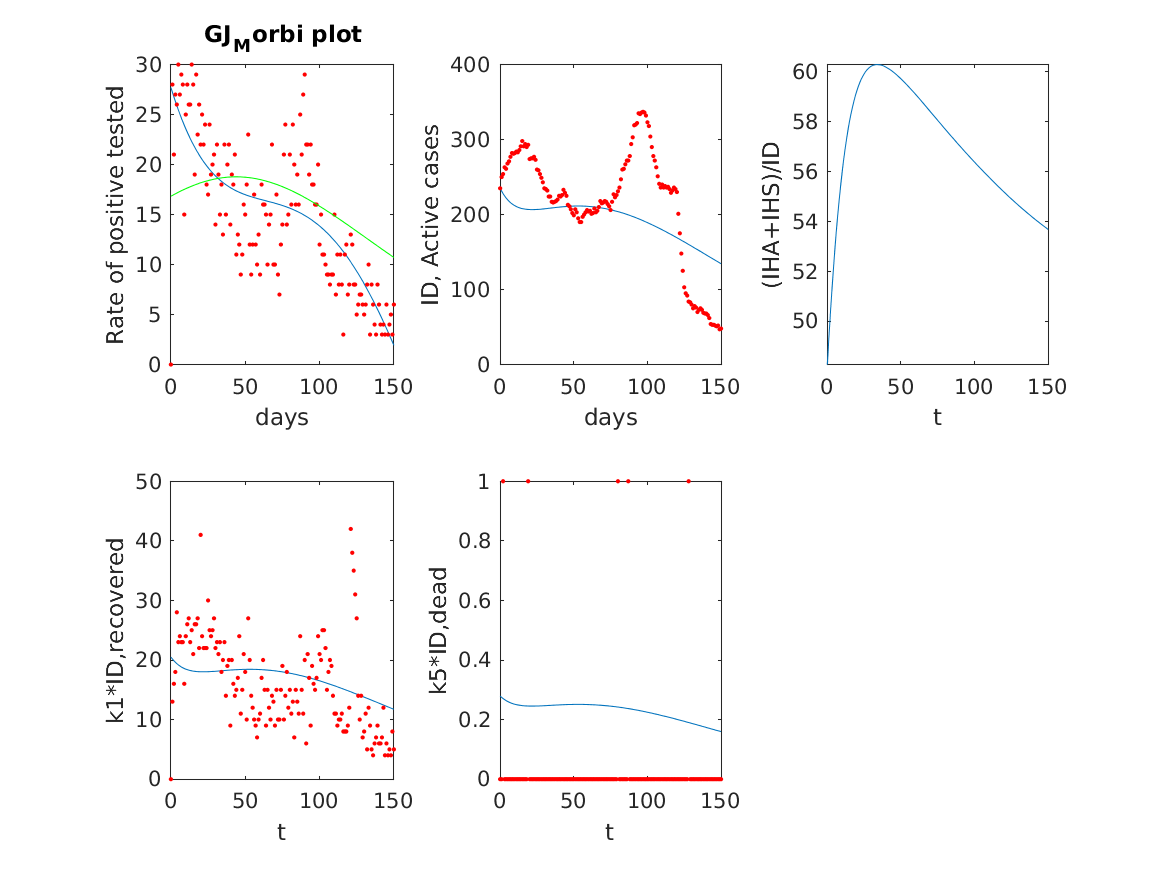 GJ_Morbi plot
30
25
20
15
10
5
0
Rate of positive tested
0 50 100 150
days
400
300
200
100
0
ID, Active cases
0 50 100 150
days
60
58
56
54
52
50
(IHA+IHS)/ID
0 50 100 150
t
50
40
30
20
10
0
k1*ID,recovered
0 50 100 150
t
1
0.8
0.6
0.4
0.2
0
k5*ID,dead
0 50 100 150
t